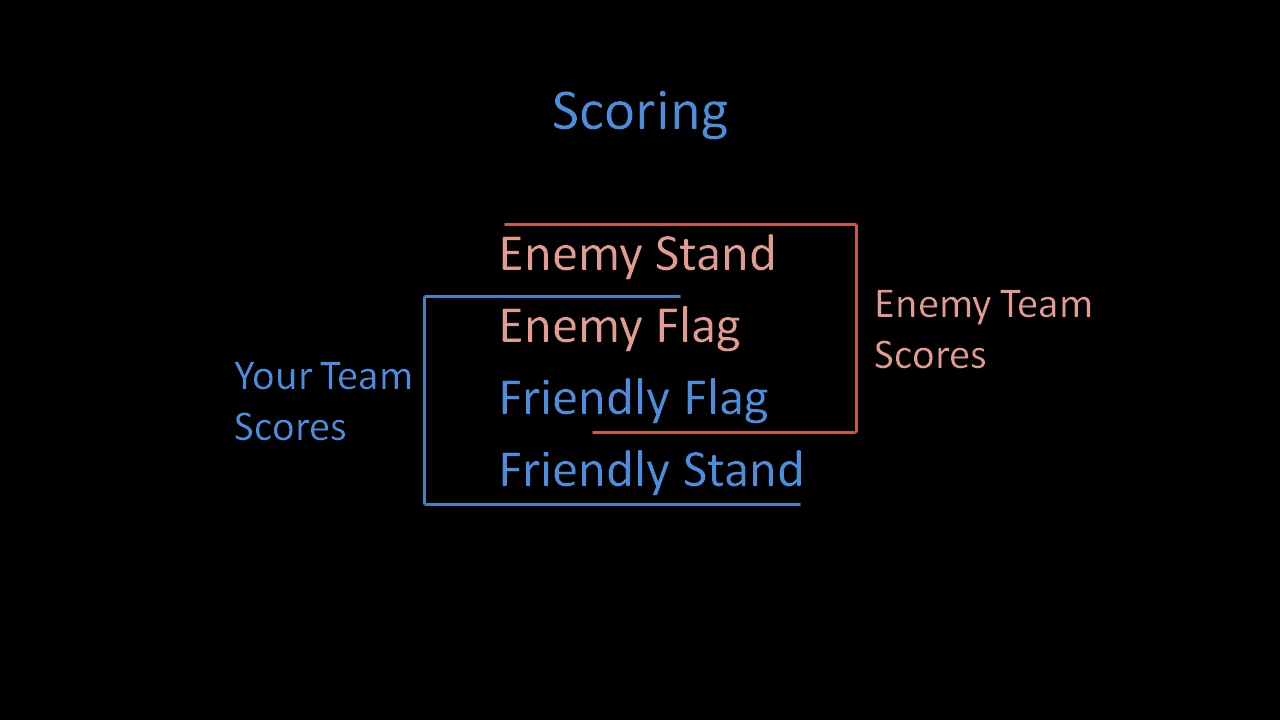 Scoring
Enemy Stand
Enemy Flag
Friendly Flag
Friendly Stand
Your Team
Scores
Enemy Team
Scores